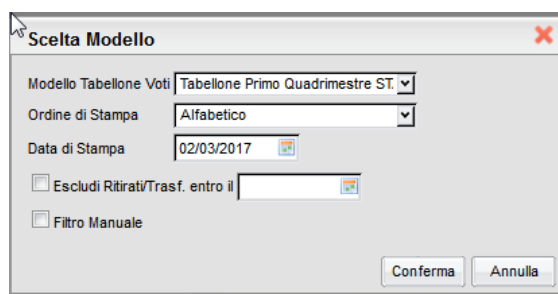 Scelta Modello
Modello Tabellone Voti Tabellone Primo Quadrimestre ST.
Ordine di Stampa Alfabetico
Data di Stampa 02/03/2017
Escludi Ritirati/Trasf. entro il
Filtro Manuale
Conferma Annulla